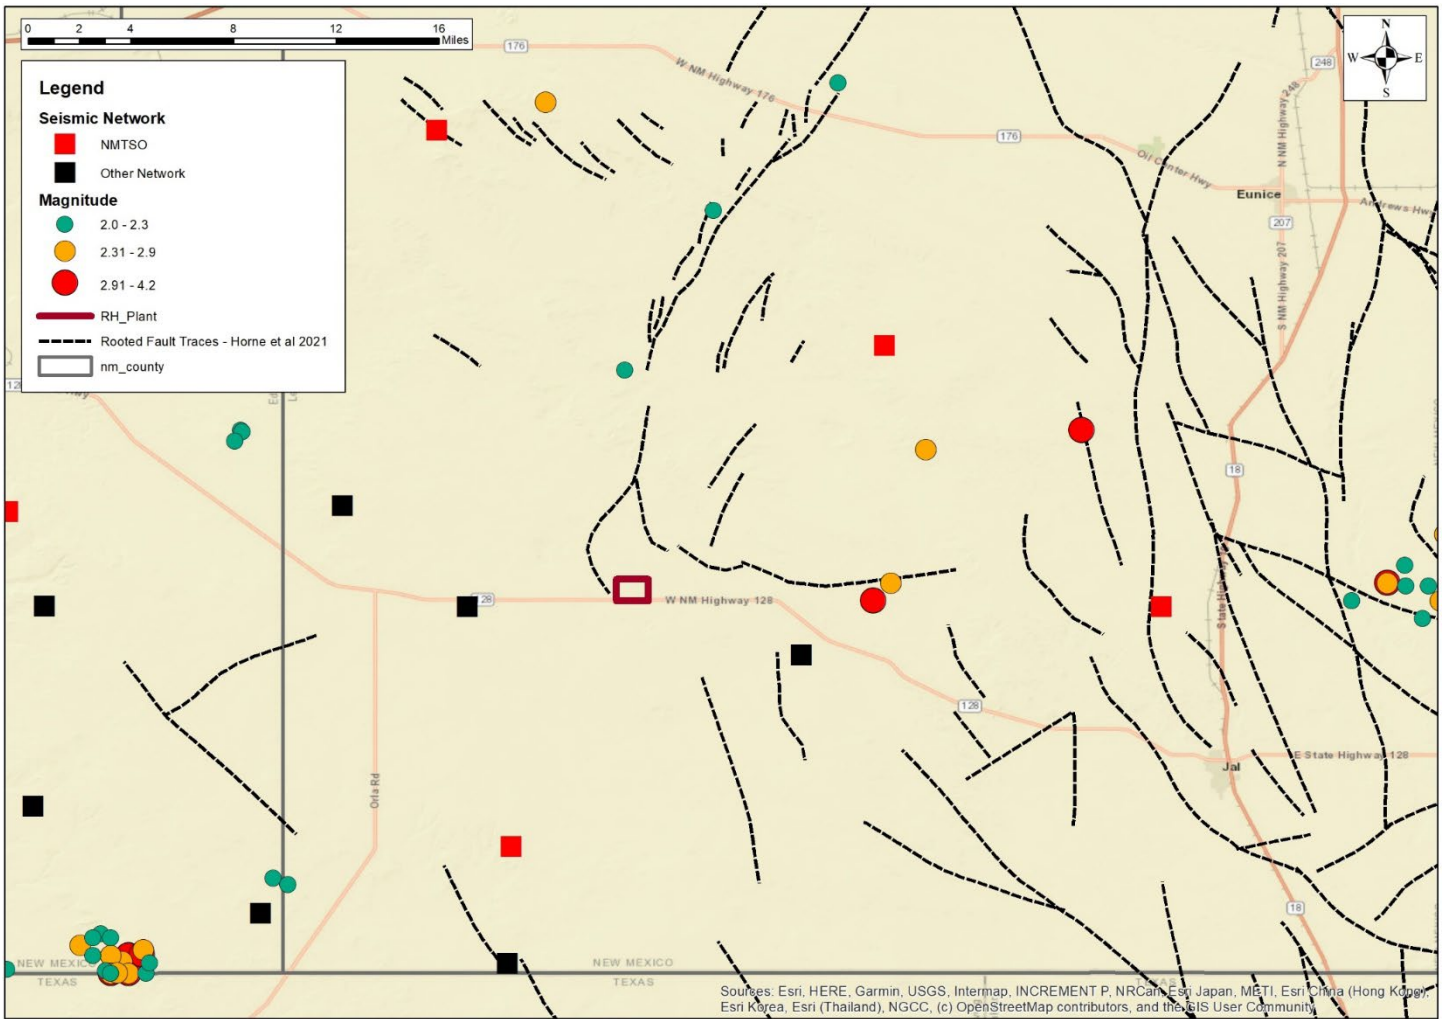 0 2 4 8 12 16
Miles
Legend
Seismic Network
NMTSO
Other Network
Magnitude
2.0 - 2.3
2.31 - 2.9
2.91 - 4.2
RH_Plant
Rooted Fault Traces - Horne et al 2021
nm_county
N
W E
S
176
W NM Highway 176
248
N NM Highway 248
176
Oil Center Hwy
Eunice
Andrews Hwy
207
S NM Highway 207
18
State Highway
128
W NM Highway 128
128
Jal
E State Highway 128
Orla Rd
18
NEW MEXICO
TEXAS
NEW MEXICO
TEXAS
TEXAS
NEW MEXICO
Sources: Esri, HERE, Garmin, USGS, Intermap, INCREMENT P, NRCan, Esri Japan, METI, Esri China (Hong Kong),
Esri Korea, Esri (Thailand), NGCC, (c) OpenStreetMap contributors, and the GIS User Community